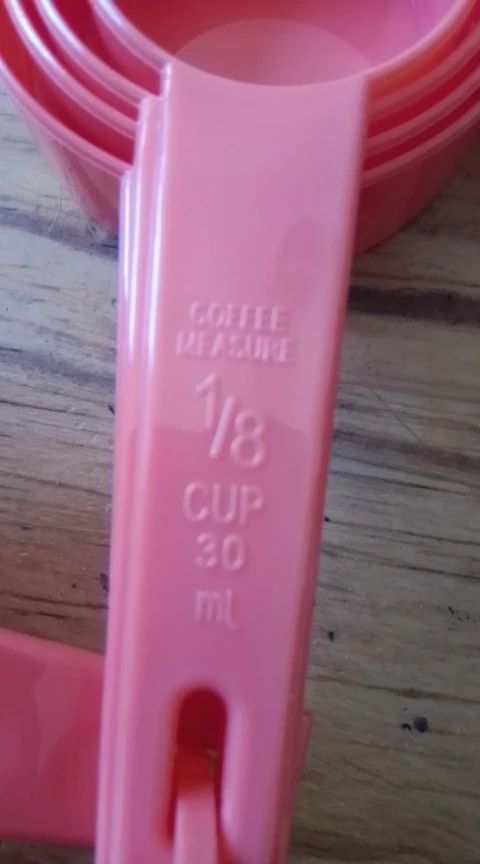 COFFEE
MEASURE
1/8
CUP
30
mL